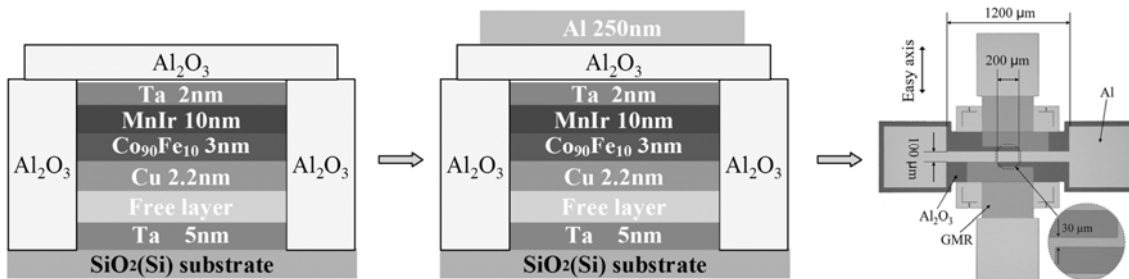 Al₂O₃
Ta 2nm
MnIr 10nm
Co₉₀Fe₁₀ 3nm
Al₂O₃
Al₂O₃
Cu 2.2nm
Free layer
Ta 5nm
SiO₂(Si) substrate
Al 250nm
Al₂O₃
Ta 2nm
MnIr 10nm
Co₉₀Fe₁₀ 3nm
Al₂O₃
Al₂O₃
Cu 2.2nm
Free layer
Ta 5nm
SiO₂(Si) substrate
1200 μm
200 μm
Easy axis
Al
100 μm
Al₂O₃
GMR
30 μm